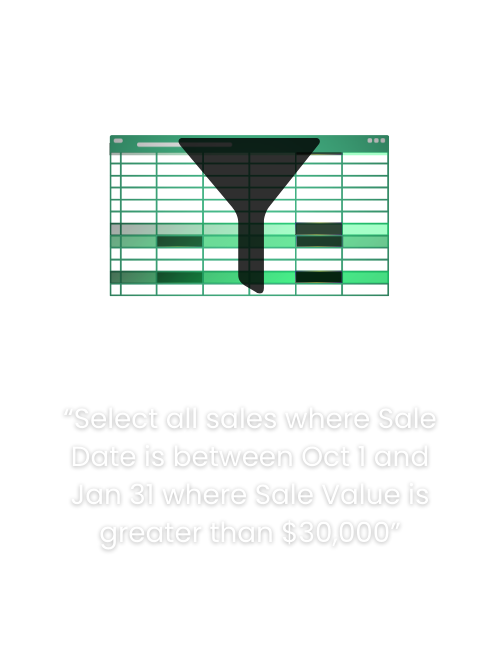 “Select all sales where Sale
Date is between Oct 1 and
Jan 31 where Sale Value is
greater than $30,000”